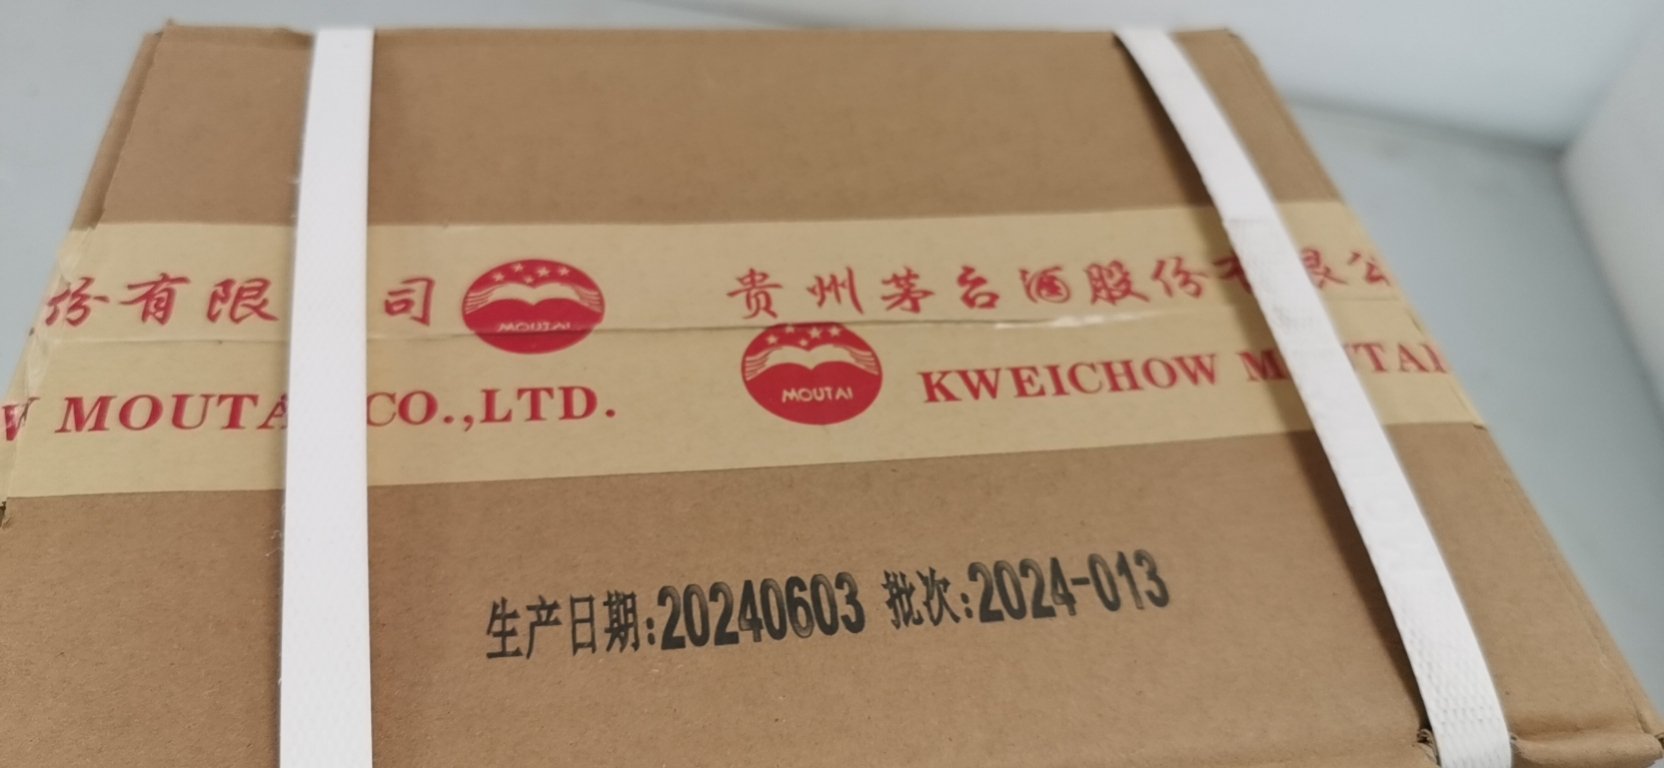 份有限 司 MOUTAI 贵州茅台酒股份有限公
MOUTA CO.,LTD. MOUTAI KWEICHOW M TAI
生产日期:20240603 批次:2024-013